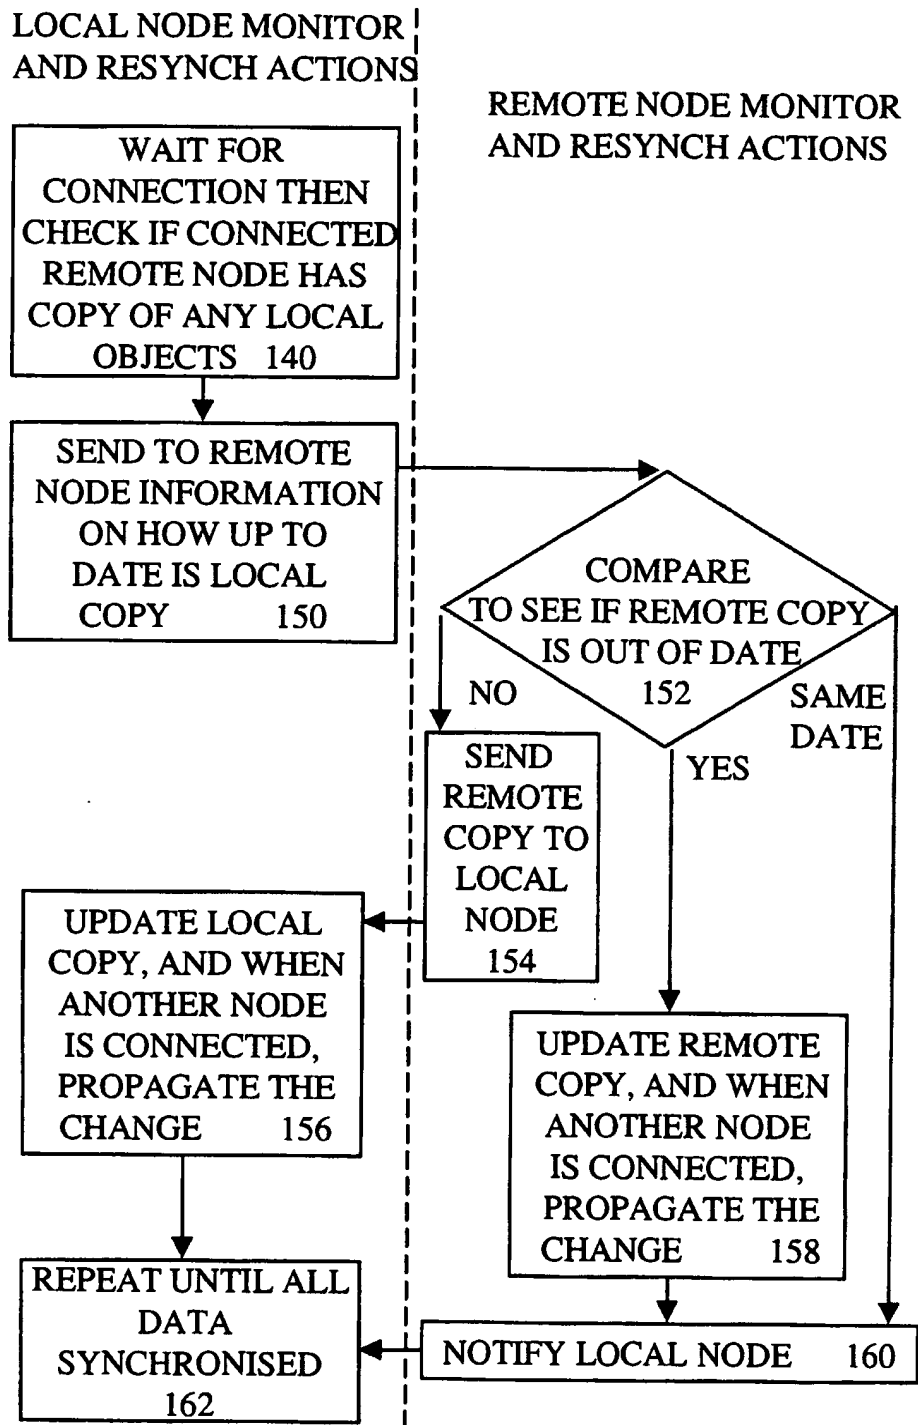 LOCAL NODE MONITOR
AND RESYNCH ACTIONS
REMOTE NODE MONITOR
AND RESYNCH ACTIONS
WAIT FOR
CONNECTION THEN
CHECK IF CONNECTED
REMOTE NODE HAS
COPY OF ANY LOCAL
OBJECTS 140
SEND TO REMOTE
NODE INFORMATION
ON HOW UP TO
DATE IS LOCAL
COPY 150
COMPARE
TO SEE IF REMOTE COPY
IS OUT OF DATE
152
NO
SAME
DATE
YES
SEND
REMOTE
COPY TO
LOCAL
NODE
154
UPDATE LOCAL
COPY, AND WHEN
ANOTHER NODE
IS CONNECTED,
PROPAGATE THE
CHANGE 156
UPDATE REMOTE
COPY, AND WHEN
ANOTHER NODE
IS CONNECTED,
PROPAGATE THE
CHANGE 158
REPEAT UNTIL ALL
DATA
SYNCHRONISED
162
NOTIFY LOCAL NODE 160